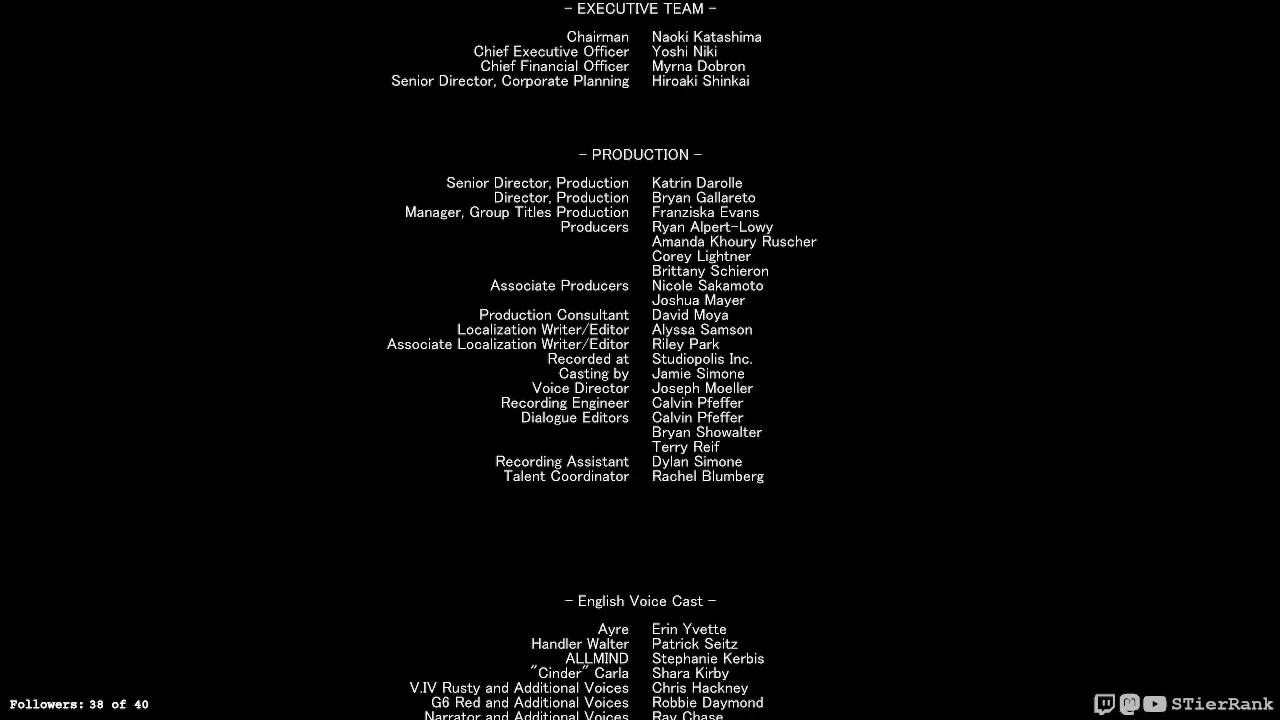 - EXECUTIVE TEAM -
Chairman Naoki Katashima
Chief Executive Officer Yoshi Niki
Chief Financial Officer Myrna Dobron
Senior Director, Corporate Planning Hiroaki Shinkai
- PRODUCTION -
Senior Director, Production Katrin Darolle
Director, Production Bryan Gallareto
Manager, Group Titles Production Franziska Evans
Producers Ryan Alpert-Lowy
Amanda Khoury Ruscher
Corey Lightner
Brittany Schieron
Associate Producers Nicole Sakamoto
Joshua Mayer
Production Consultant David Moya
Localization Writer/Editor Alyssa Samson
Associate Localization Writer/Editor Riley Park
Recorded at Studiopolis Inc.
Casting by Jamie Simone
Voice Director Joseph Moeller
Recording Engineer Calvin Pfeffer
Dialogue Editors Calvin Pfeffer
Bryan Showalter
Terry Reif
Recording Assistant Dylan Simone
Talent Coordinator Rachel Blumberg
- English Voice Cast -
Ayre Erin Yvette
Handler Walter Patrick Seitz
ALLMIND Stephanie Kerbis
"Cinder" Carla Shara Kirby
V.IV Rusty and Additional Voices Chris Hackney
G6 Red and Additional Voices Robbie Daymond
Narrator and Additional Voices Ray Chase
Followers: 38 of 40
STierRank